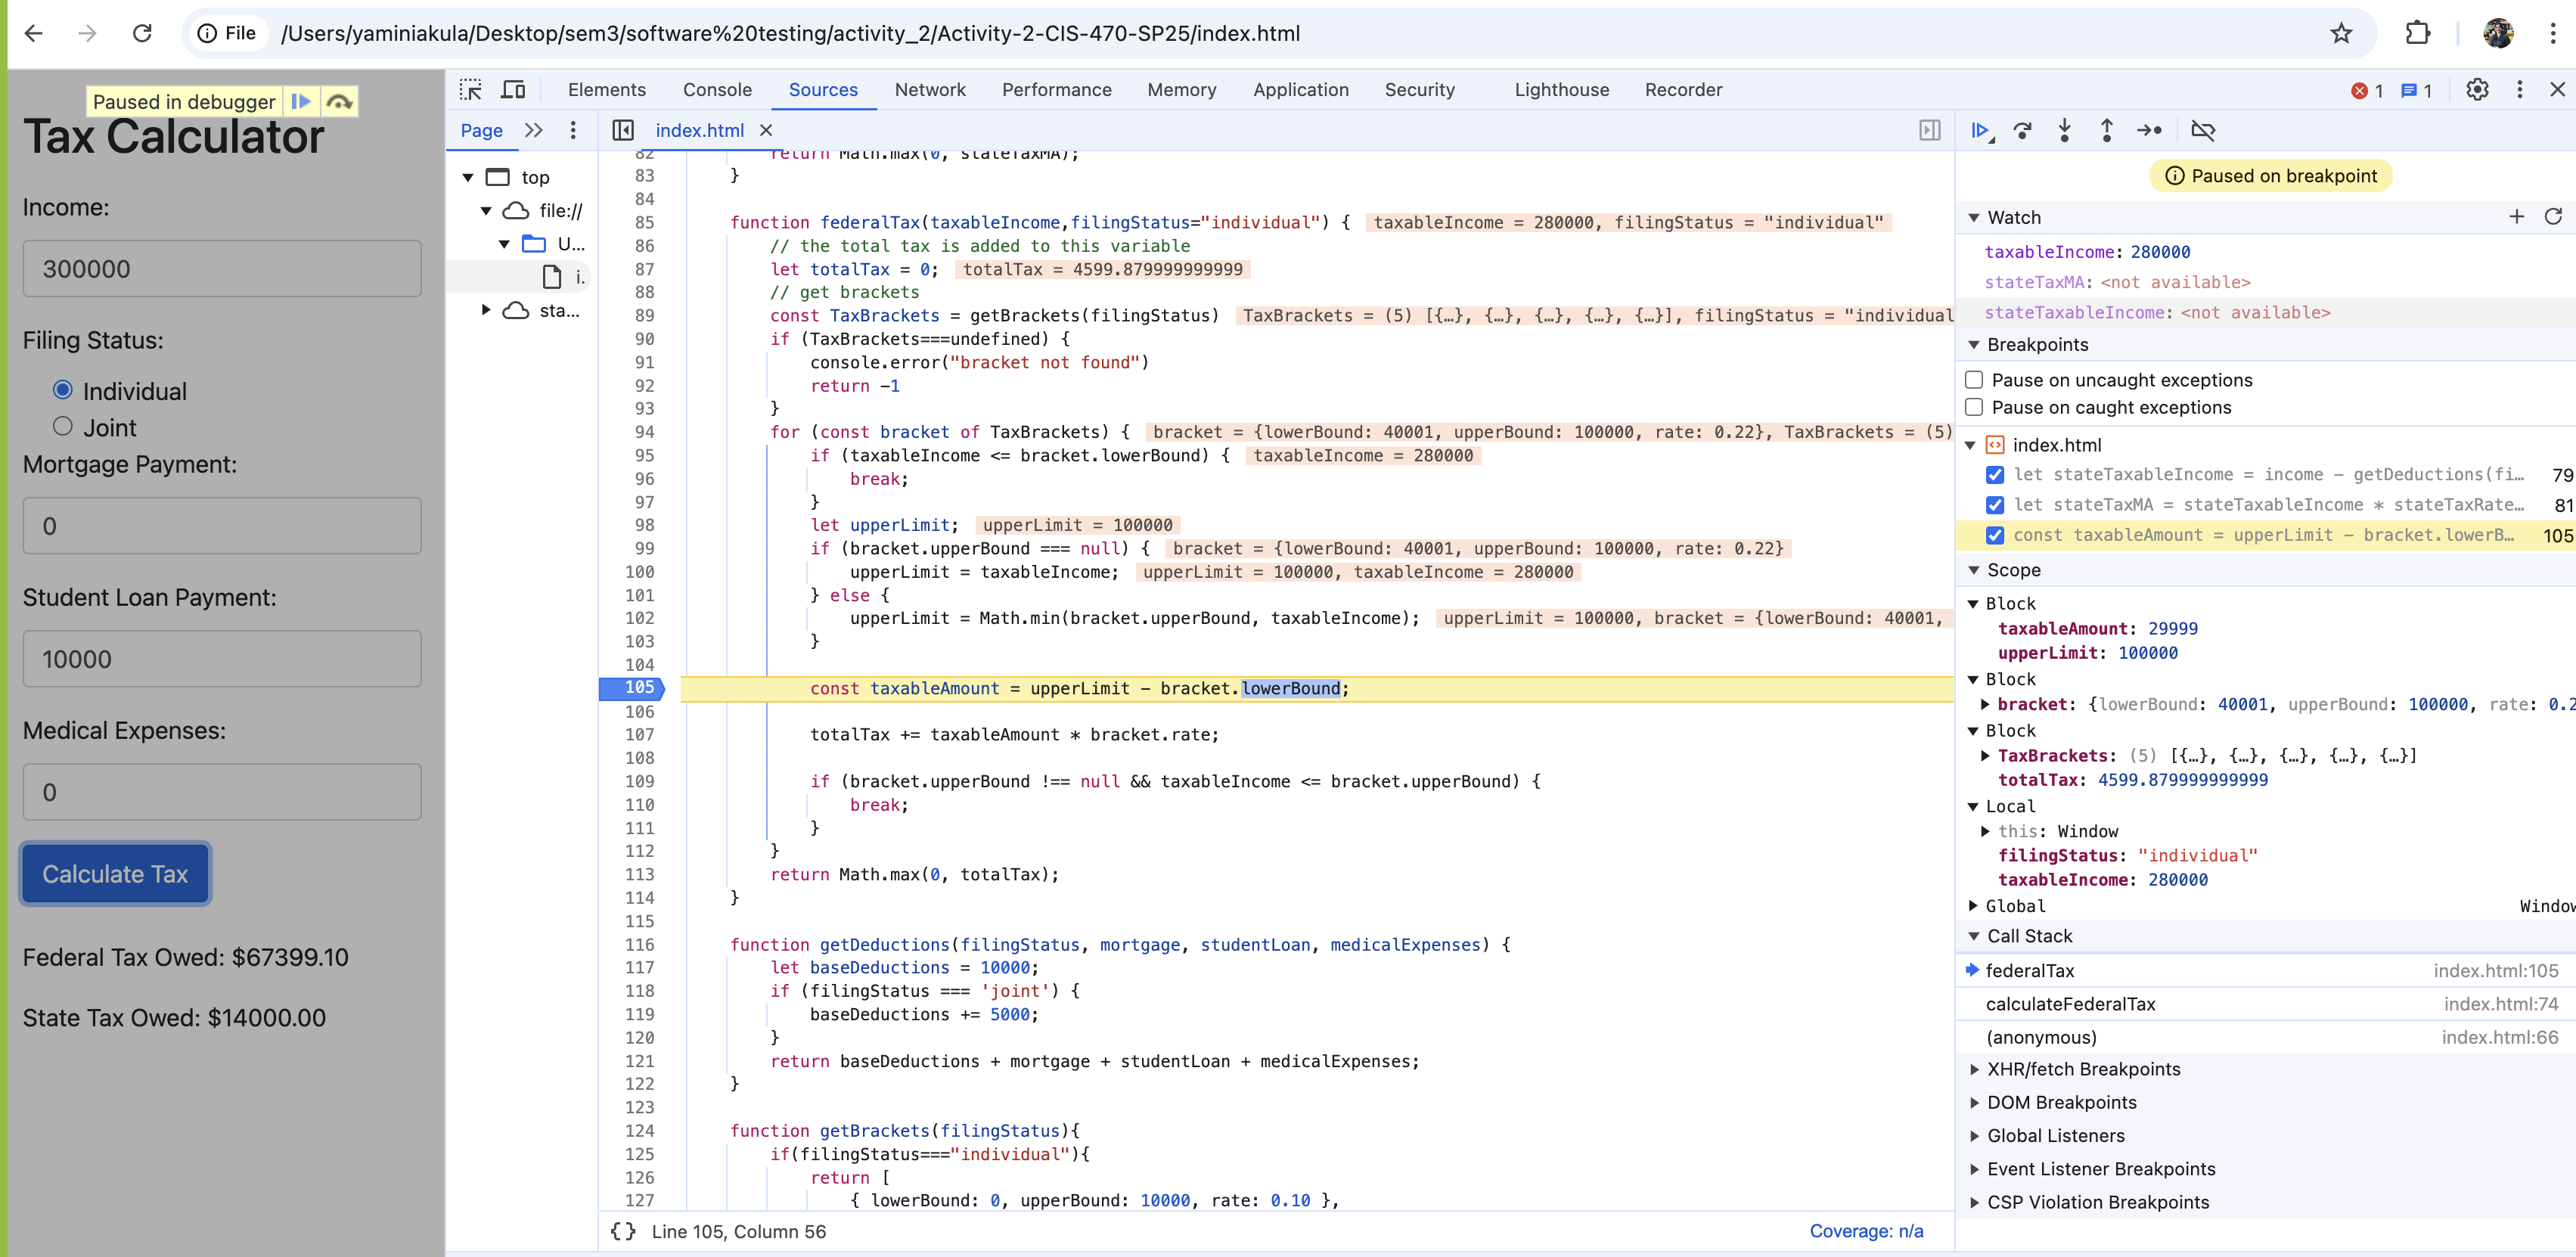 File /Users/yaminiakula/Desktop/sem3/software%20testing/activity_2/Activity-2-CIS-470-SP25/index.html
Paused in debugger
Tax Calculator
Income:
300000
Filing Status:
Individual
Joint
Mortgage Payment:
0
Student Loan Payment:
10000
Medical Expenses:
0
Calculate Tax
Federal Tax Owed: $67399.10
State Tax Owed: $14000.00
Elements Console Sources Network Performance Memory Application Security Lighthouse Recorder 1 1
Page
top
file://
U...
i.
sta...
index.html
82 return Math.max(0, stateTaxMA);
83 }
84
85 function federalTax(taxableIncome,filingStatus="individual") { taxableIncome = 280000, filingStatus = "individual"
86 // the total tax is added to this variable
87 let totalTax = 0; totalTax = 4599.879999999999
88 // get brackets
89 const TaxBrackets = getBrackets(filingStatus) TaxBrackets = (5) [{…}, {…}, {…}, {…}, {…}], filingStatus = "individual
90 if (TaxBrackets===undefined) {
91 console.error("bracket not found")
92 return -1
93 }
94 for (const bracket of TaxBrackets) { bracket = {lowerBound: 40001, upperBound: 100000, rate: 0.22}, TaxBrackets = (5)
95 if (taxableIncome <= bracket.lowerBound) { taxableIncome = 280000
96 break;
97 }
98 let upperLimit; upperLimit = 100000
99 if (bracket.upperBound === null) { bracket = {lowerBound: 40001, upperBound: 100000, rate: 0.22}
100 upperLimit = taxableIncome; upperLimit = 100000, taxableIncome = 280000
101 } else {
102 upperLimit = Math.min(bracket.upperBound, taxableIncome); upperLimit = 100000, bracket = {lowerBound: 40001,
103 }
104
105 const taxableAmount = upperLimit - bracket.lowerBound;
106
107 totalTax += taxableAmount * bracket.rate;
108
109 if (bracket.upperBound !== null && taxableIncome <= bracket.upperBound) {
110 break;
111 }
112 }
113 return Math.max(0, totalTax);
114 }
115
116 function getDeductions(filingStatus, mortgage, studentLoan, medicalExpenses) {
117 let baseDeductions = 10000;
118 if (filingStatus === 'joint') {
119 baseDeductions += 5000;
120 }
121 return baseDeductions + mortgage + studentLoan + medicalExpenses;
122 }
123
124 function getBrackets(filingStatus){
125 if(filingStatus==="individual"){
126 return [
127 { lowerBound: 0, upperBound: 10000, rate: 0.10 },
{} Line 105, Column 56
Coverage: n/a
Paused on breakpoint
Watch
taxableIncome: 280000
stateTaxMA: <not available>
stateTaxableIncome: <not available>
Breakpoints
Pause on uncaught exceptions
Pause on caught exceptions
index.html
let stateTaxableIncome = income - getDeductions(fi… 79
let stateTaxMA = stateTaxableIncome * stateTaxRate… 81
const taxableAmount = upperLimit - bracket.lowerB… 105
Scope
Block
taxableAmount: 29999
upperLimit: 100000
Block
bracket: {lowerBound: 40001, upperBound: 100000, rate: 0.2
Block
TaxBrackets: (5) [{…}, {…}, {…}, {…}, {…}]
totalTax: 4599.879999999999
Local
this: Window
filingStatus: "individual"
taxableIncome: 280000
Global Window
Call Stack
federalTax index.html:105
calculateFederalTax index.html:74
(anonymous) index.html:66
XHR/fetch Breakpoints
DOM Breakpoints
Global Listeners
Event Listener Breakpoints
CSP Violation Breakpoints